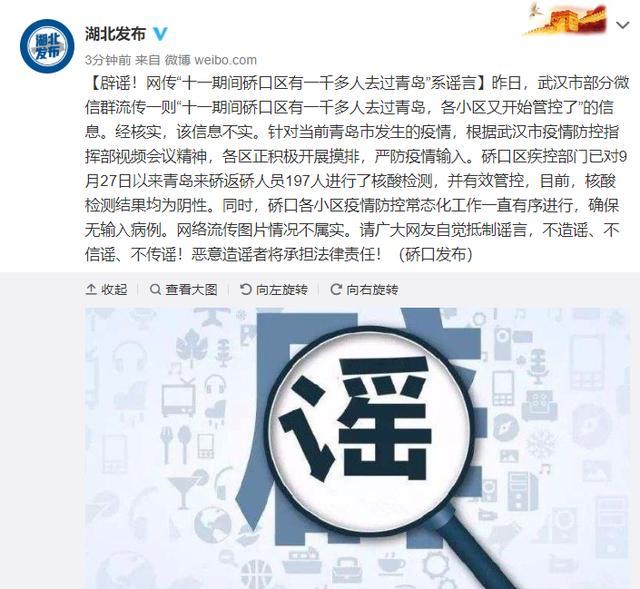 湖北
发布
湖北发布
3分钟前 来自 微博 weibo.com
【辟谣！网传“十一期间硚口区有一千多人去过青岛”系谣言】昨日，武汉市部分微
信群流传一则“十一期间硚口区有一千多人去过青岛，各小区又开始管控了”的信
息。经核实，该信息不实。针对当前青岛市发生的疫情，根据武汉市疫情防控指
挥部视频会议精神，各区正积极开展摸排，严防疫情输入。硚口区疾控部门已对9
月27日以来青岛来硚返硚人员197人进行了核酸检测，并有效管控，目前，核酸
检测结果均为阴性。同时，硚口各小区疫情防控常态化工作一直有序进行，确保
无输入病例。网络流传图片情况不属实。请广大网友自觉抵制谣言，不造谣、不
信谣、不传谣！恶意造谣者将承担法律责任！（硚口发布）
收起 查看大图 向左旋转 向右旋转
谣